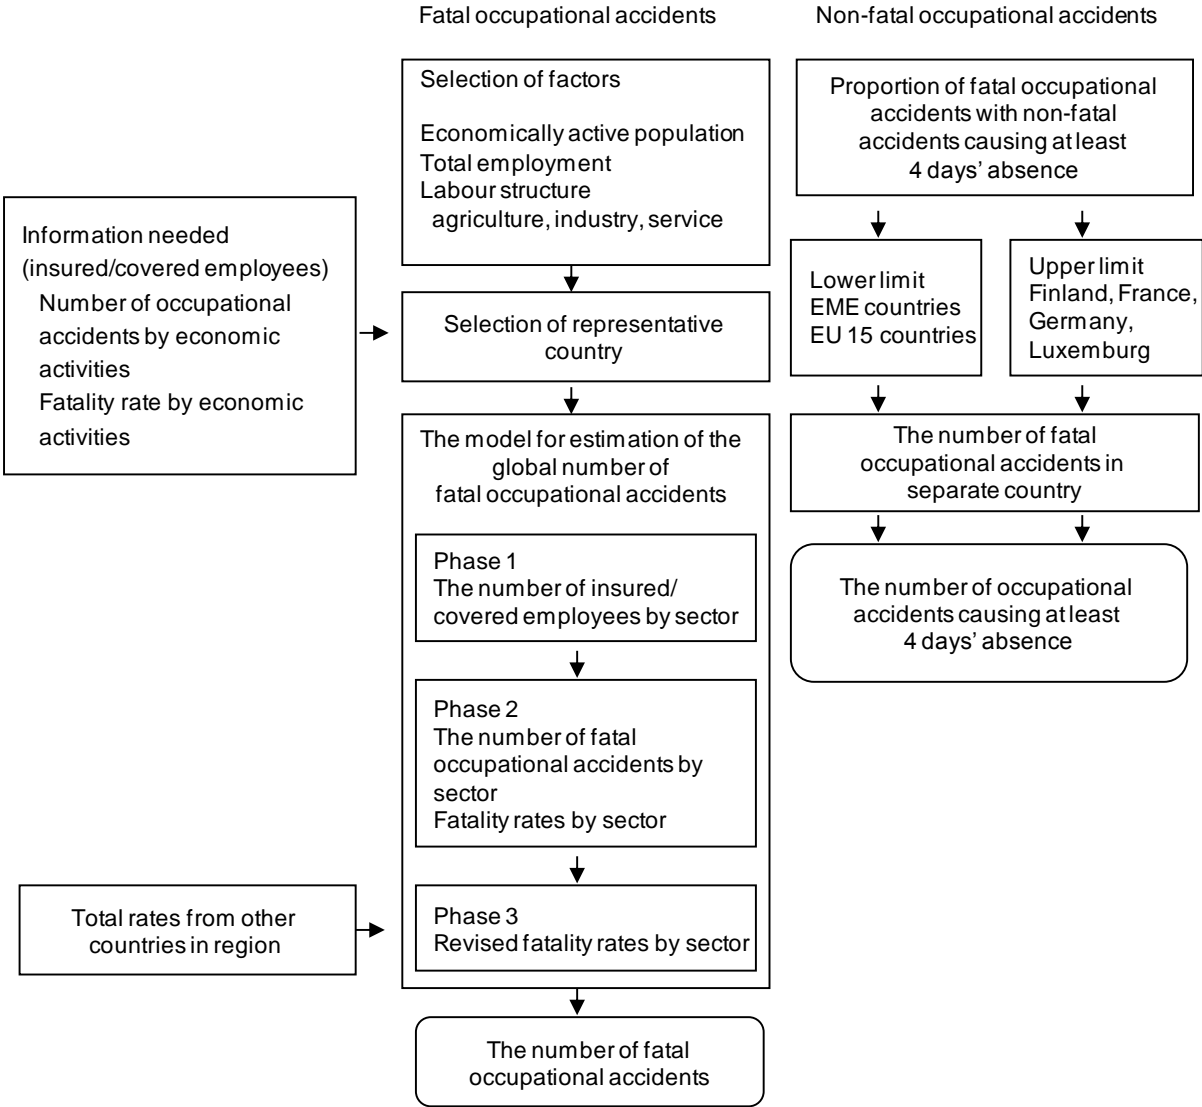 Fatal occupational accidents
Non-fatal occupational accidents
Selection of factors
Economically active population
Total employment
Labour structure
agriculture, industry, service
Information needed
(insured/covered employees)
Number of occupational
accidents by economic
activities
Fatality rate by economic
activities
Selection of representative
country
The model for estimation of the
global number of
fatal occupational accidents
Phase 1
The number of insured/
covered employees by sector
Phase 2
The number of fatal
occupational accidents by
sector
Fatality rates by sector
Total rates from other
countries in region
Phase 3
Revised fatality rates by sector
The number of fatal
occupational accidents
Proportion of fatal occupational
accidents with non-fatal
accidents causing at least
4 days’ absence
Lower limit
EME countries
EU 15 countries
Upper limit
Finland, France,
Germany,
Luxemburg
The number of fatal
occupational accidents in
separate country
The number of occupational
accidents causing at least
4 days’ absence